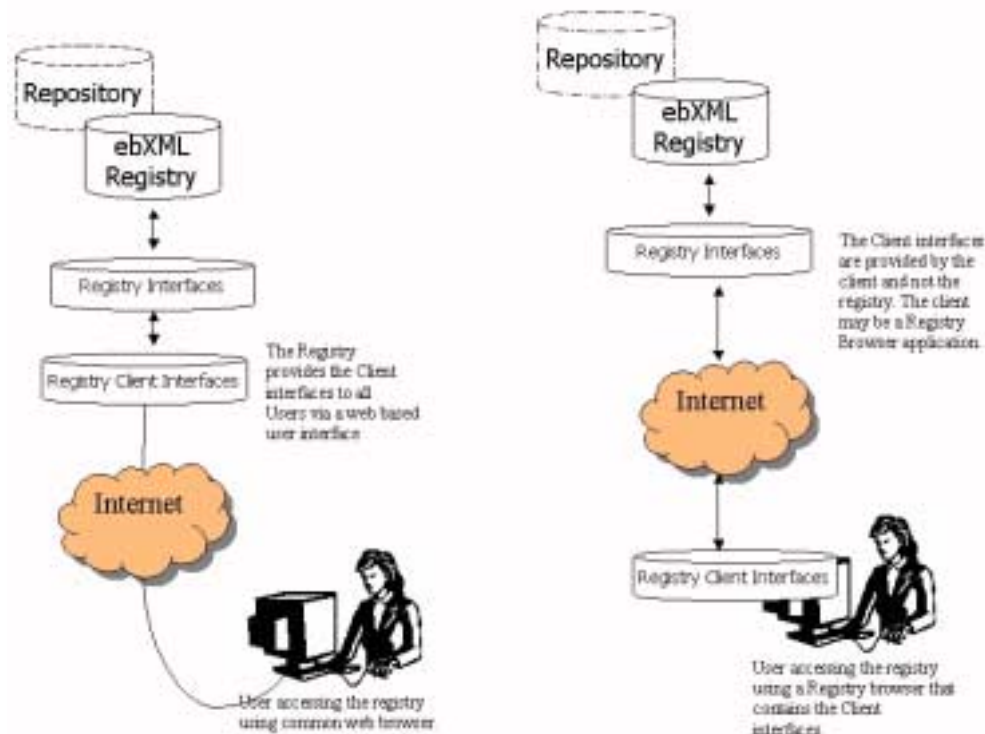 Repository
ebXML
Registry
Registry Interfaces
Registry Client Interfaces
The Registry
provides the Client
interfaces to all
Users via a web based
user interface
Internet
User accessing the registry
using common web browser
Repository
ebXML
Registry
Registry Interfaces
The Client interfaces
are provided by the
client and not the
registry. The client
may be a Registry
Browser application
Internet
Registry Client Interfaces
User accessing the registry
using a Registry browser that
contains the Client
interfaces